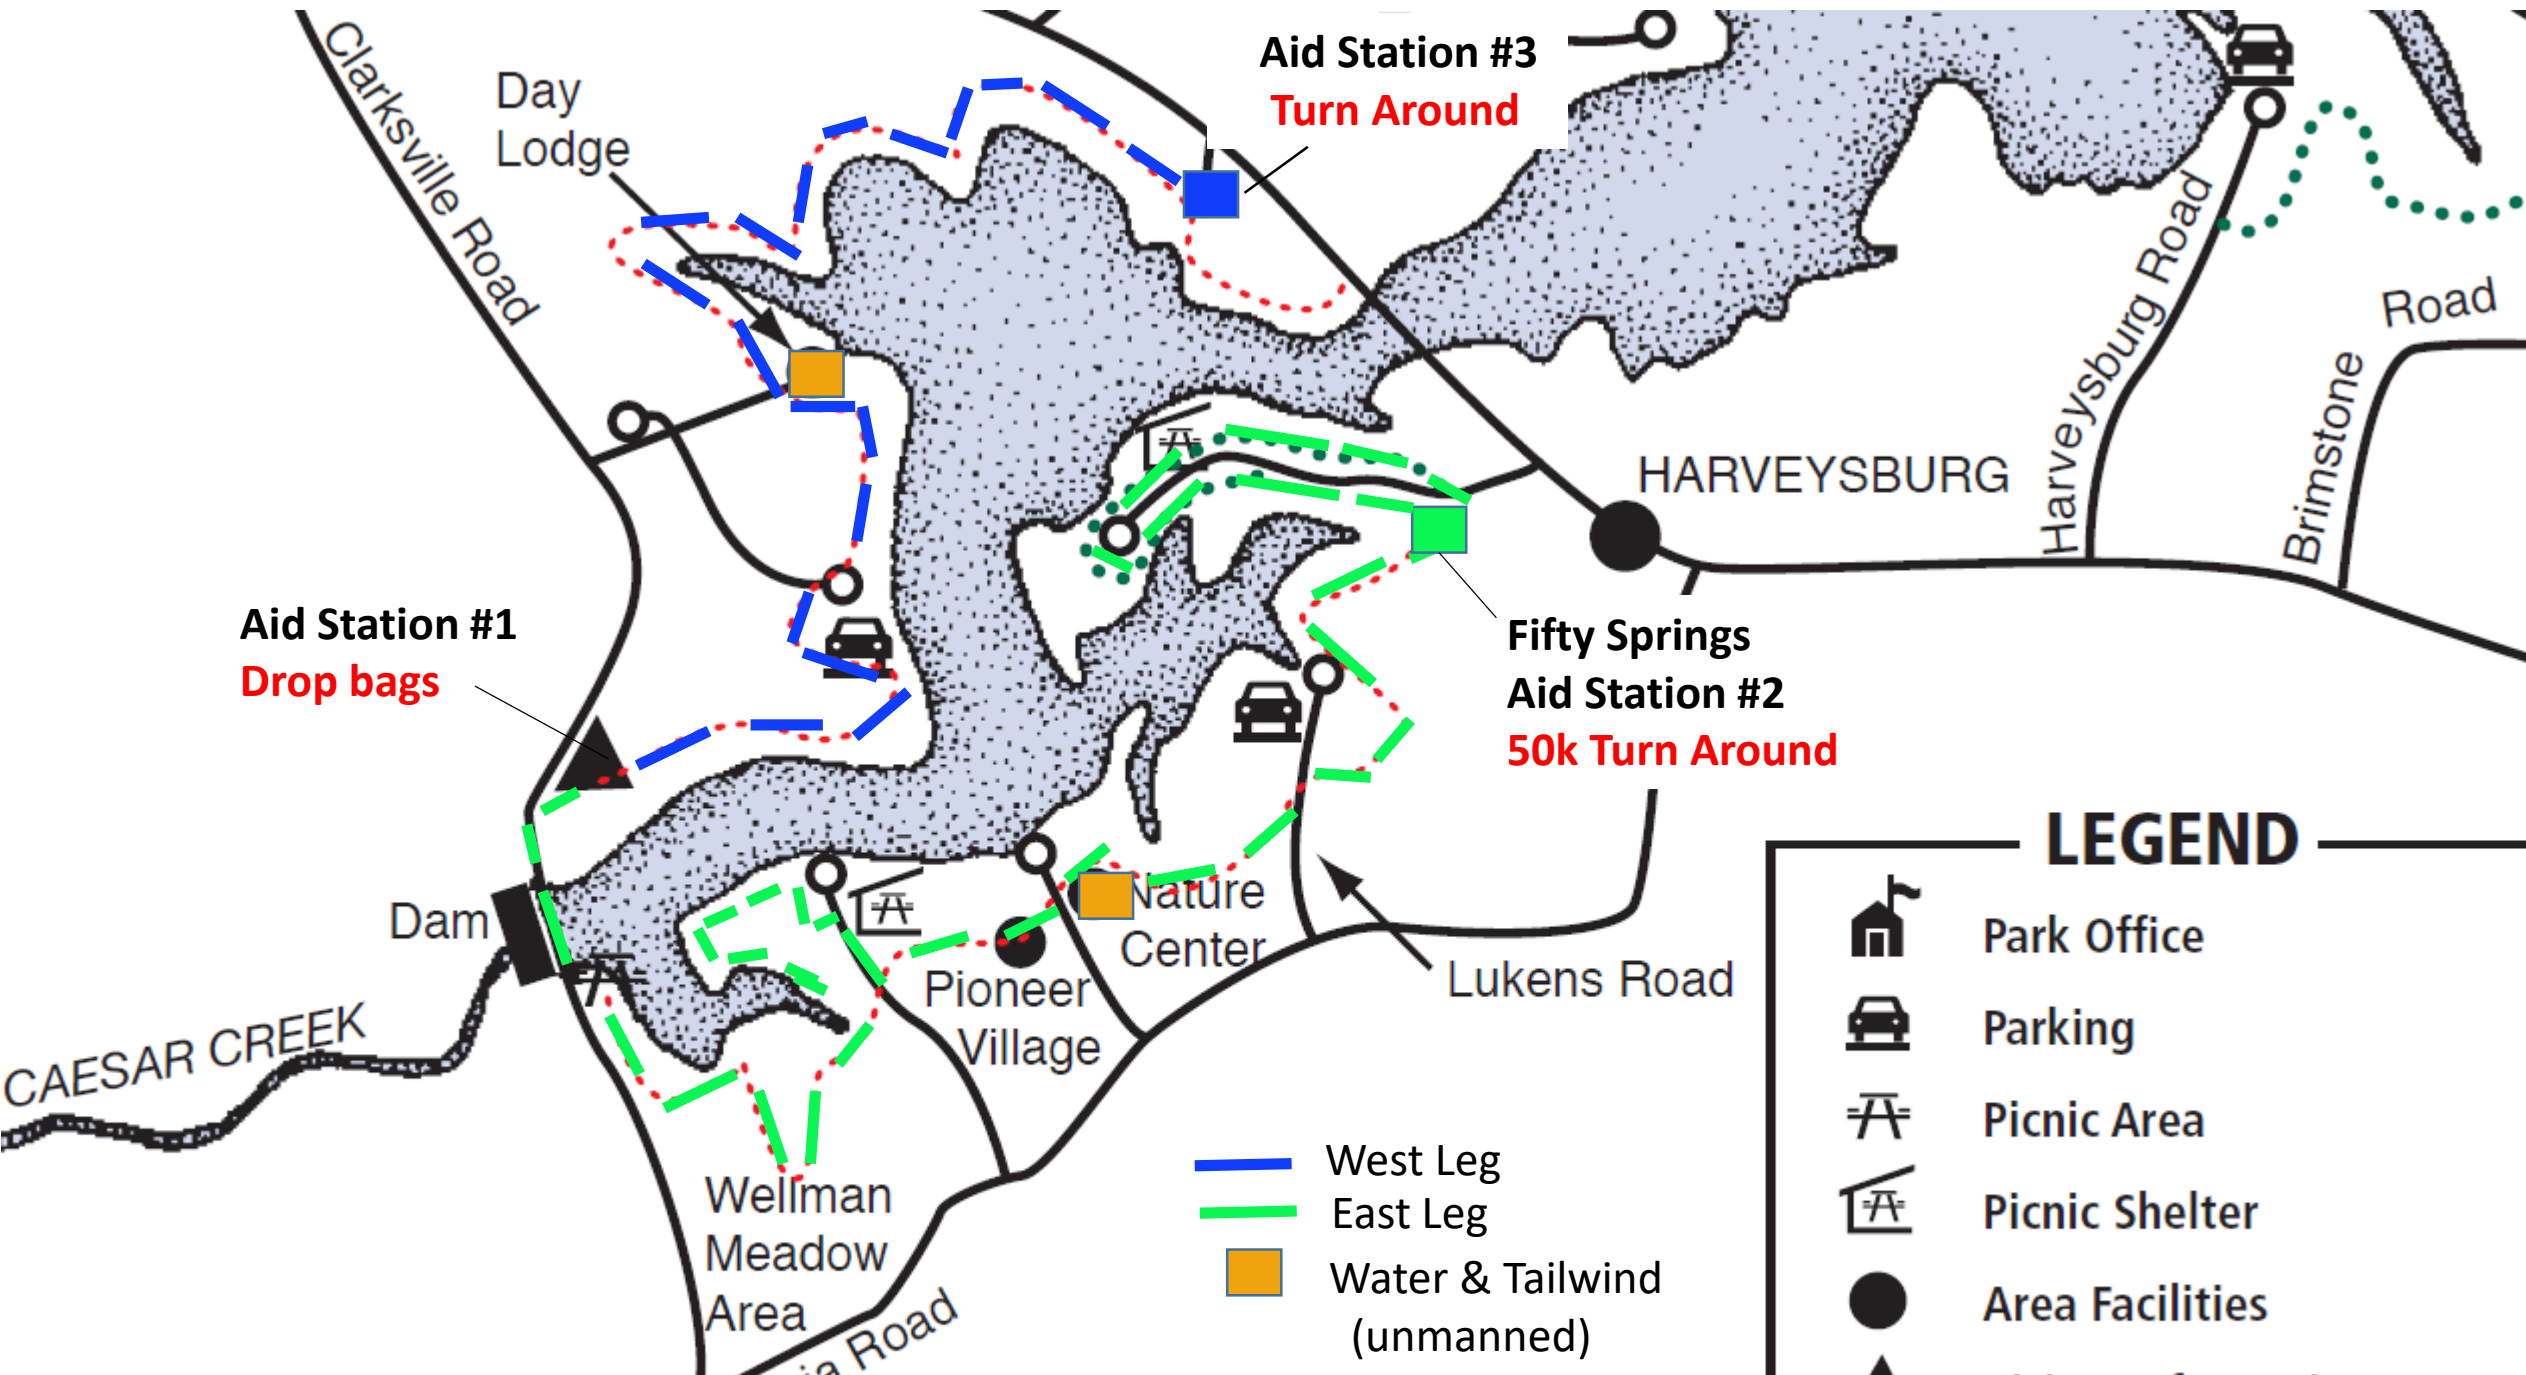 Clarksville Road
Day
Lodge
Aid Station #3
Turn Around
Harveysburg Road
Road
Brimstone
HARVEYSBURG
Aid Station #1
Drop bags
Fifty Springs
Aid Station #2
50k Turn Around
Dam
CAESAR CREEK
Nature
Center
Pioneer
Village
Lukens Road
Wellman
Meadow
Area
Road
West Leg
East Leg
Water & Tailwind
(unmanned)
LEGEND
Park Office
Parking
Picnic Area
Picnic Shelter
Area Facilities